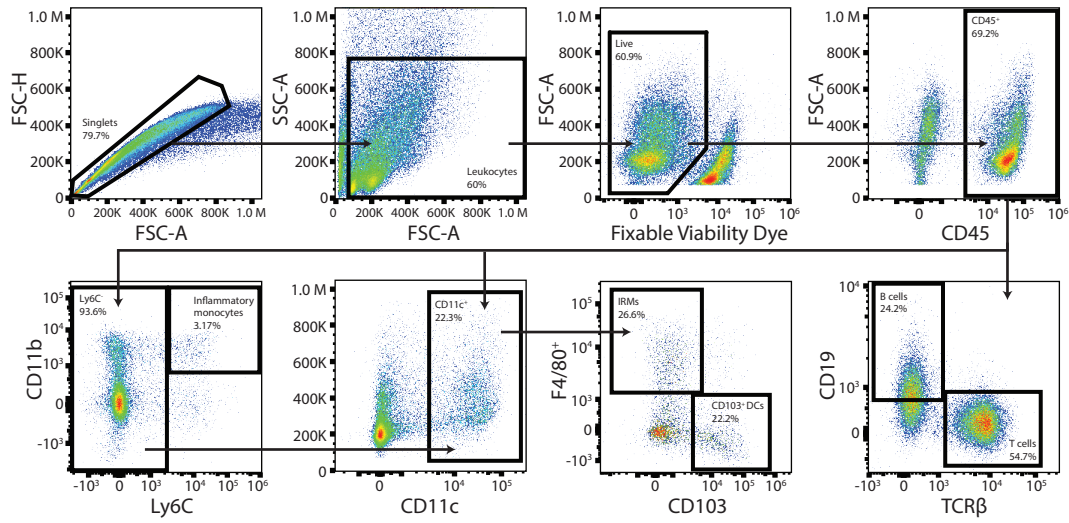 1.0 M
800K
600K
400K
200K
0
FSC-H
Singlets
79.7%
0 200K 400K 600K 800K 1.0 M
FSC-A
1.0 M
800K
600K
400K
200K
0
SSC-A
Leukocytes
60%
200K 400K 600K 800K 1.0 M
FSC-A
1.0 M
800K
600K
400K
200K
0
FSC-A
Live
60.9%
0 10³ 10⁴ 10⁵ 10⁶
Fixable Viability Dye
1.0 M
800K
600K
400K
200K
0
FSC-A
CD45⁺
69.2%
0 10⁴ 10⁵ 10⁶
CD45
10⁵
10⁴
10³
0
-10³
CD11b
Ly6C⁻
93.6%
Inflammatory
monocytes
3.17%
-10³ 0 10³ 10⁴ 10⁵ 10⁶
Ly6C
1.0 M
800K
600K
400K
200K
0
CD11c⁺
22.3%
0 10⁴ 10⁵
CD11c
10⁵
10⁴
10³
0
-10³
F4/80⁺
IRMs
26.6%
CD103⁺ DCs
22.2%
-10³ 0 10³ 10⁴ 10⁵
CD103
10⁴
10³
0
CD19
B cells
24.2%
T cells
54.7%
-10³ 0 10³ 10⁴ 10⁵
TCRβ